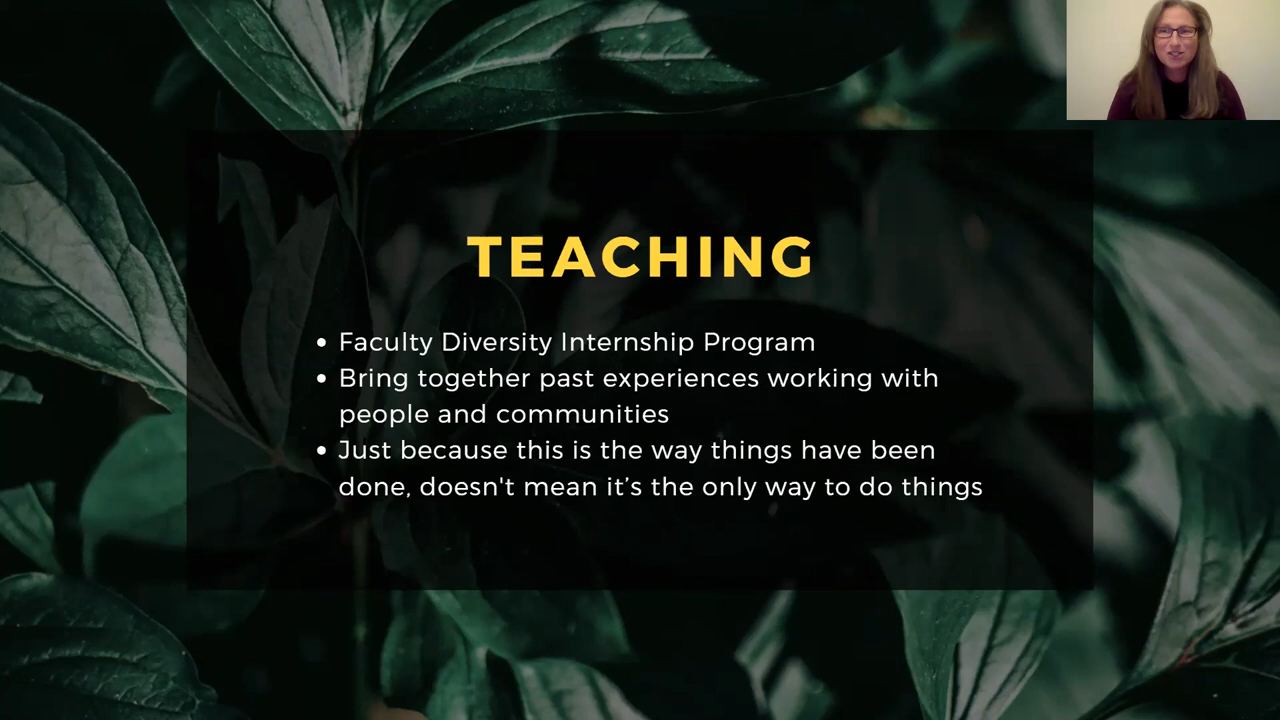 TEACHING
• Faculty Diversity Internship Program
• Bring together past experiences working with
people and communities
• Just because this is the way things have been
done, doesn't mean it’s the only way to do things